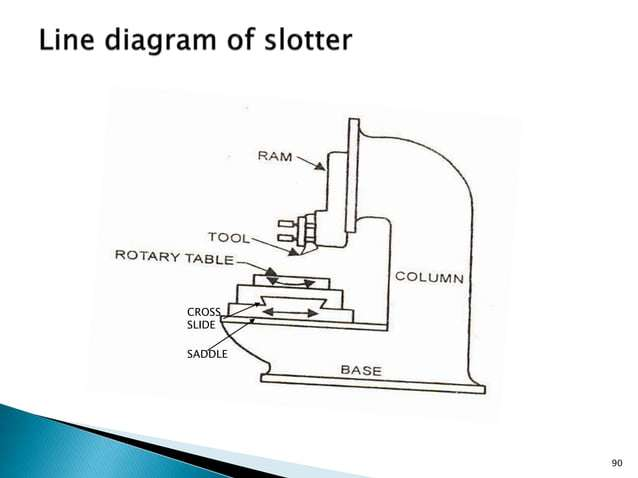 Line diagram of slotter
RAM
TOOL
ROTARY TABLE
COLUMN
CROSS
SLIDE
SADDLE
BASE
90